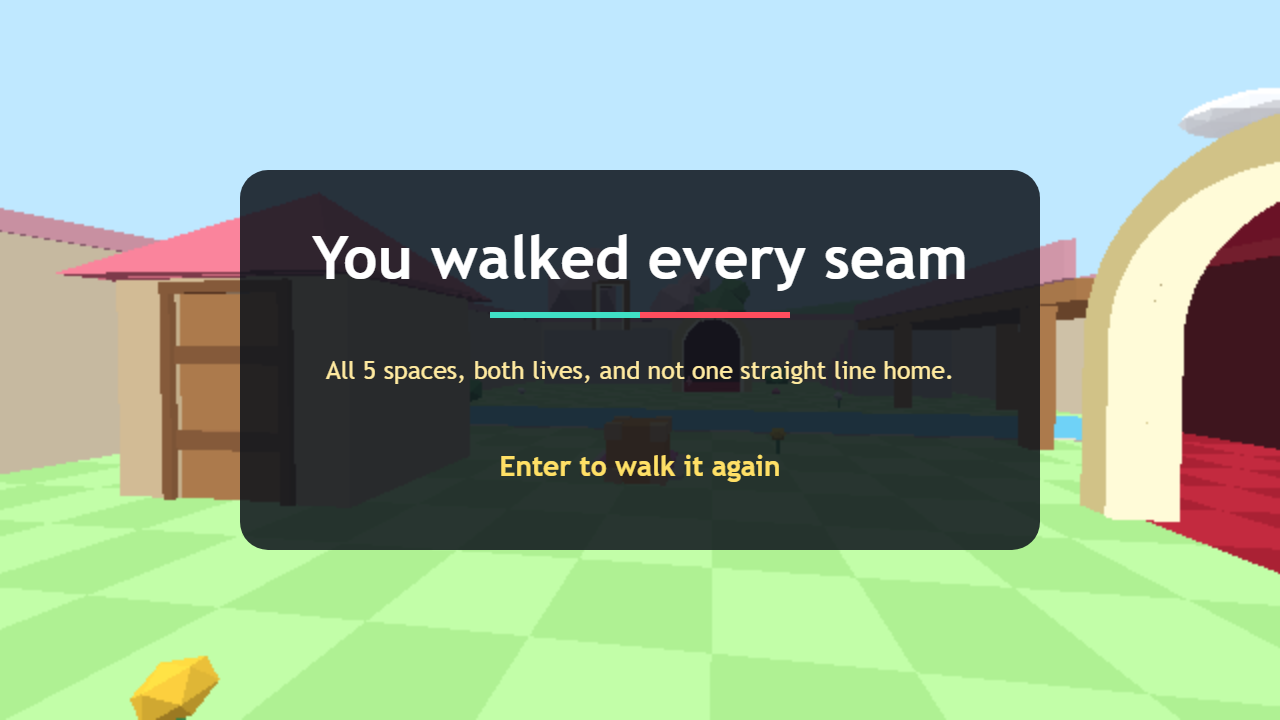 You walked every seam
All 5 spaces, both lives, and not one straight line home.
Enter to walk it again